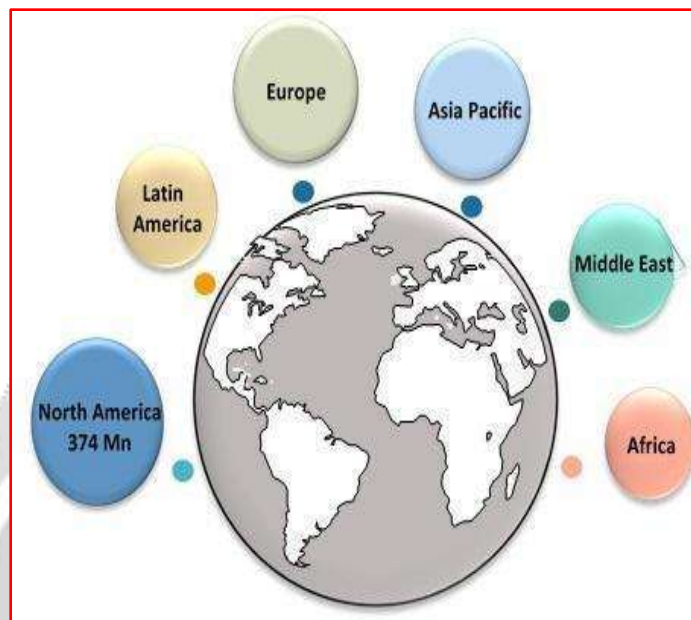 Europe
Asia Pacific
Latin
America
Middle East
North America
374 Mn
Africa